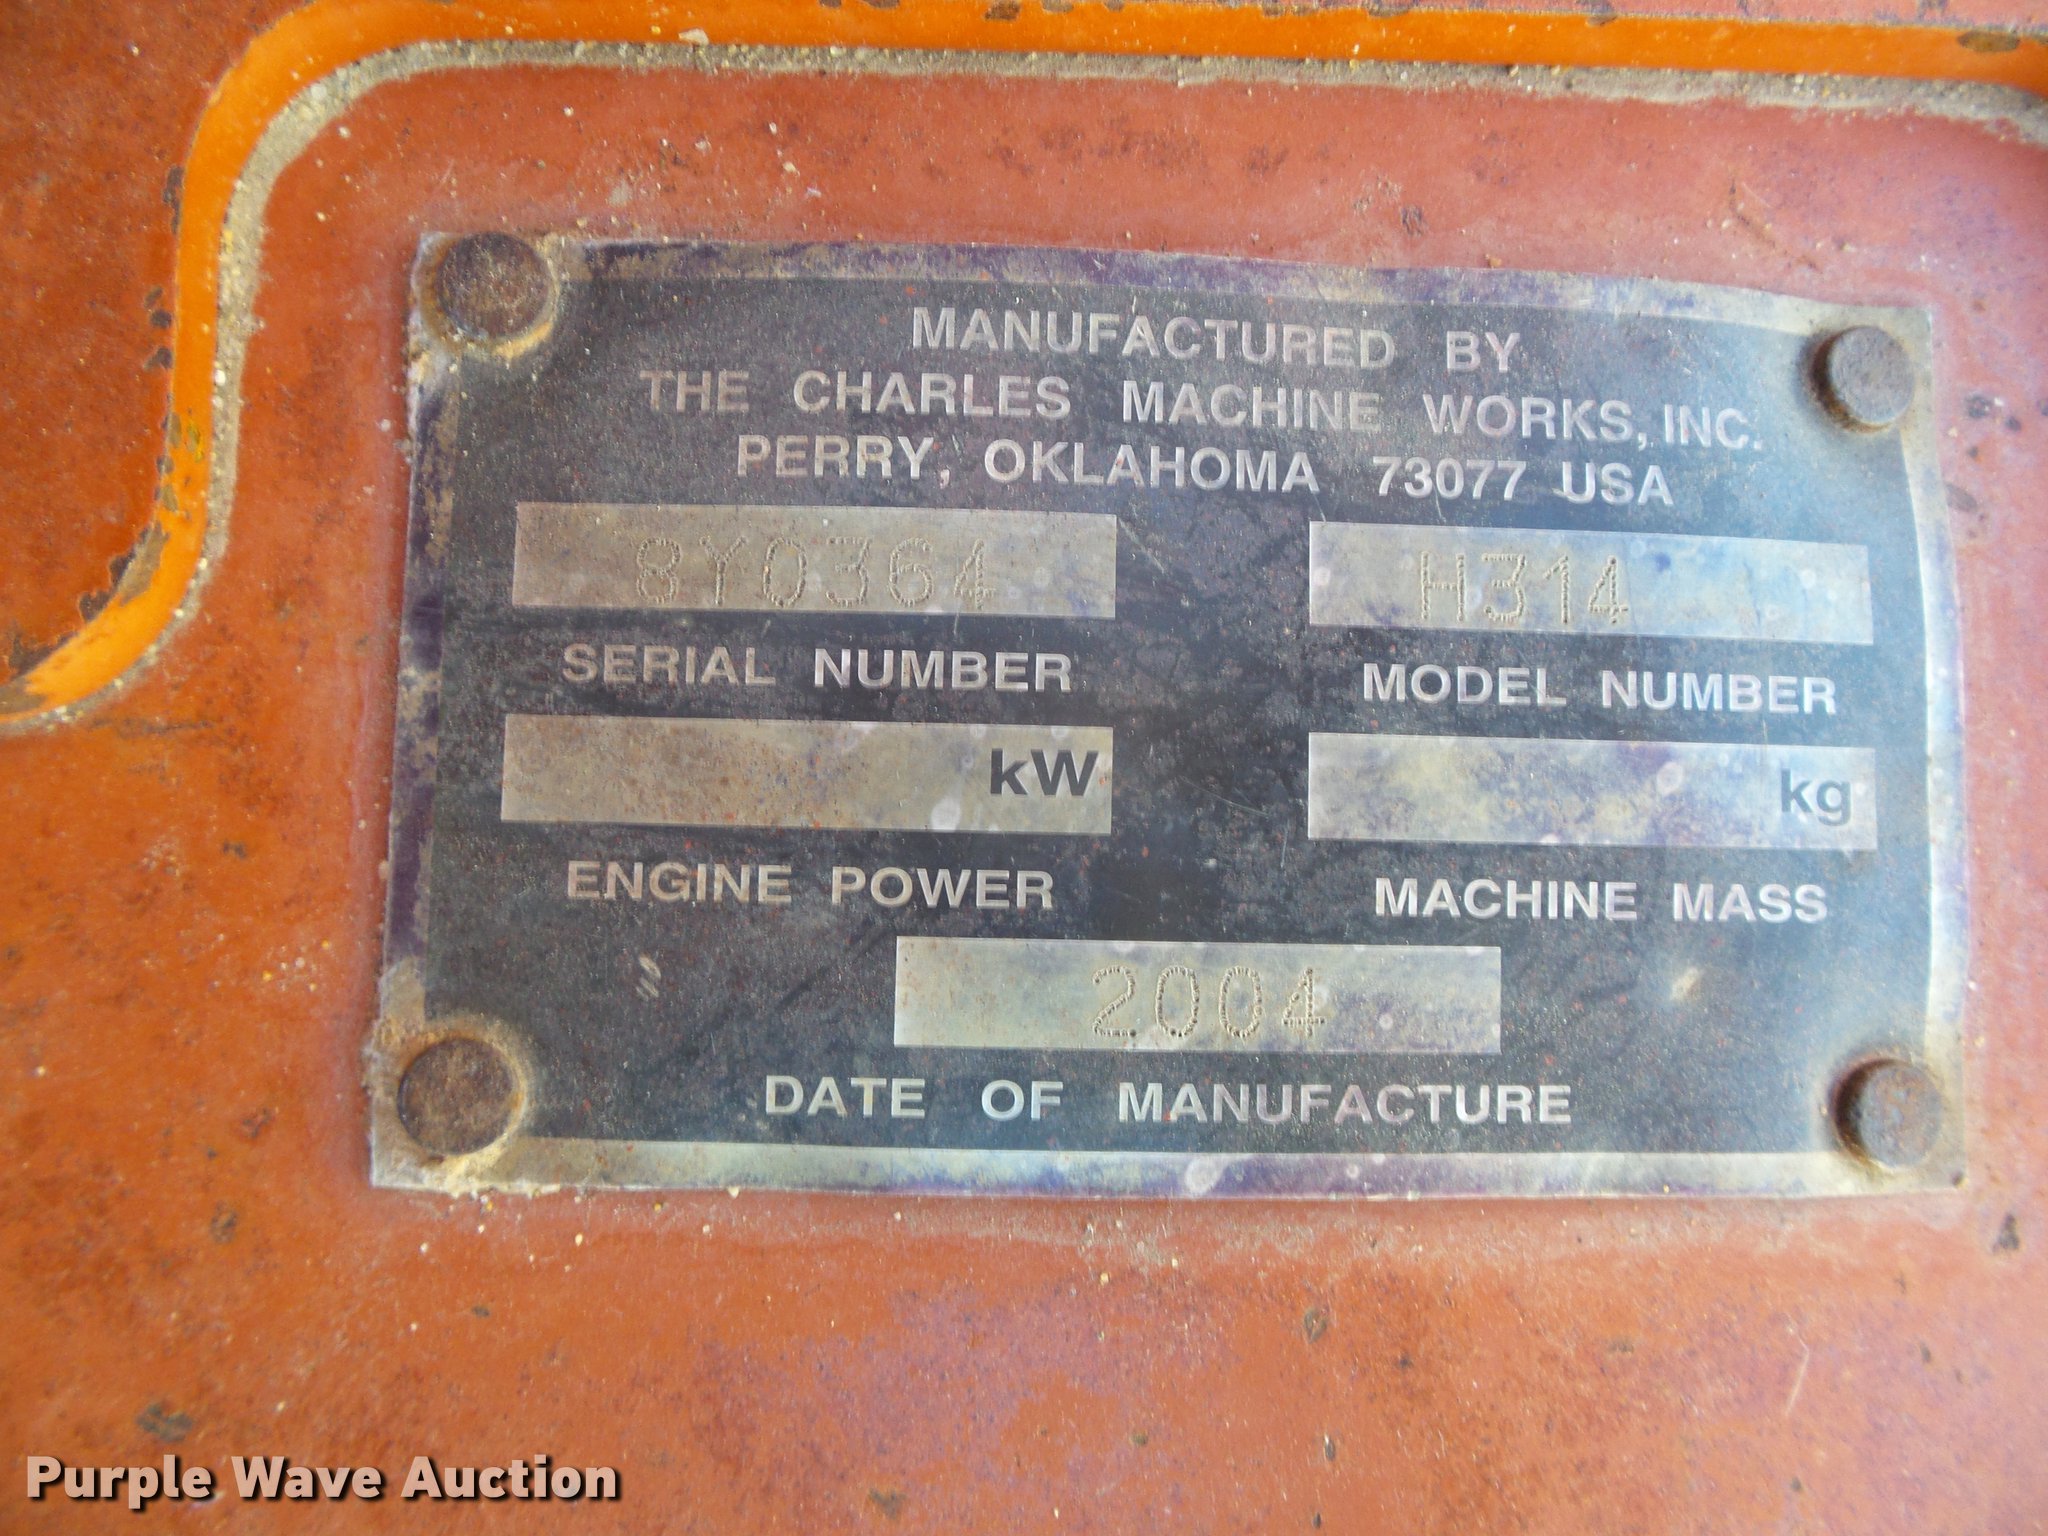 MANUFACTURED BY
THE CHARLES MACHINE WORKS, INC.
PERRY, OKLAHOMA 73077 USA
8Y0364 H314
SERIAL NUMBER MODEL NUMBER
kW kg
ENGINE POWER MACHINE MASS
2004
DATE OF MANUFACTURE
Purple Wave Auction